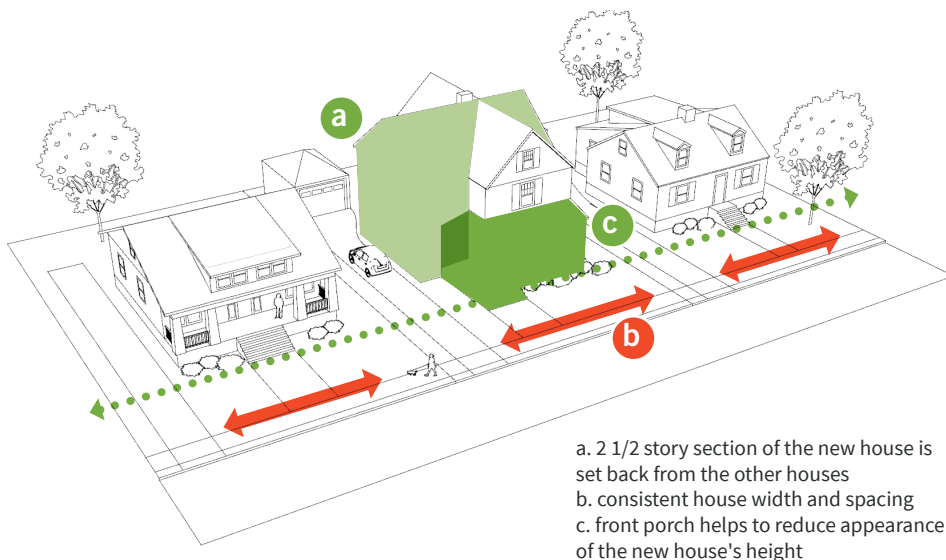 a
c
b
a. 2 1/2 story section of the new house is
set back from the other houses
b. consistent house width and spacing
c. front porch helps to reduce appearance
of the new house's height